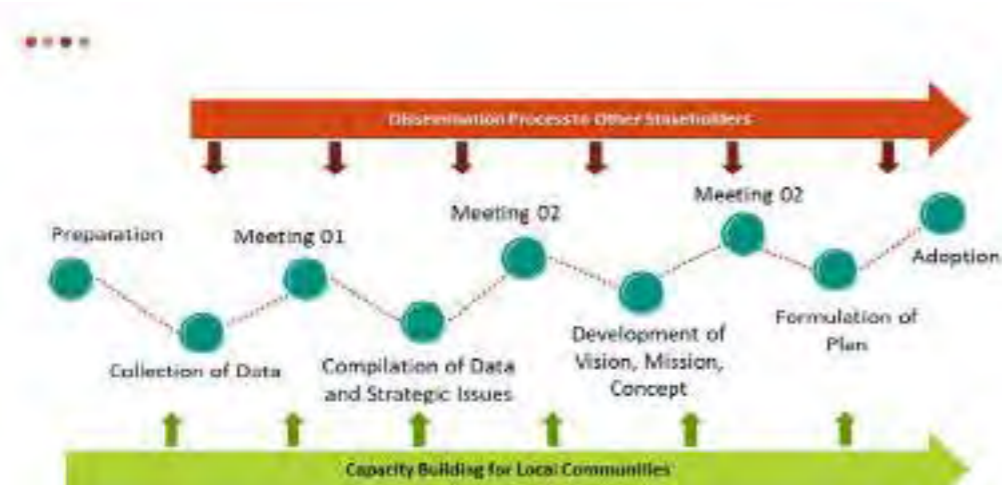 Dissemination Process to Other Stakeholders
Preparation
Meeting 01
Meeting 02
Meeting 02
Adoption
Collection of Data
Compilation of Data
and Strategic Issues
Development of
Vision, Mission,
Concept
Formulation of
Plan
Capacity Building for Local Communities